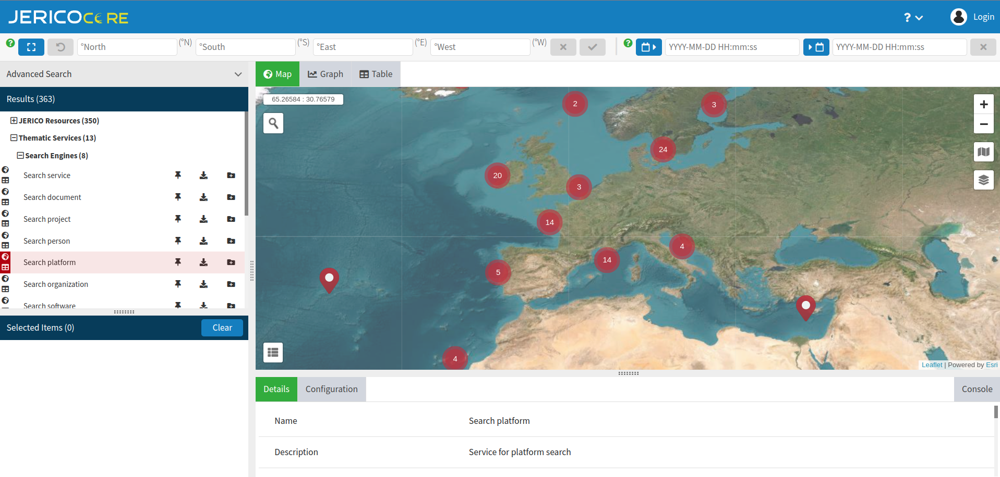 JERICOCORE
? Login
? °North (°N) °South (°S) °East (°E) °West (°W) ? YYYY-MM-DD HH:mm:ss YYYY-MM-DD HH:mm:ss
Advanced Search
Results (363)
JERICO Resources (350)
Thematic Services (13)
Search Engines (8)
Search service
Search document
Search project
Search person
Search platform
Search organization
Search software
Selected Items (0)
Clear
Map Graph Table
65.26584 : 30.76579
2
3
24
20
3
14
4
14
5
4
+
−
Leaflet | Powered by Esri
Details Configuration Console
Name Search platform
Description Service for platform search